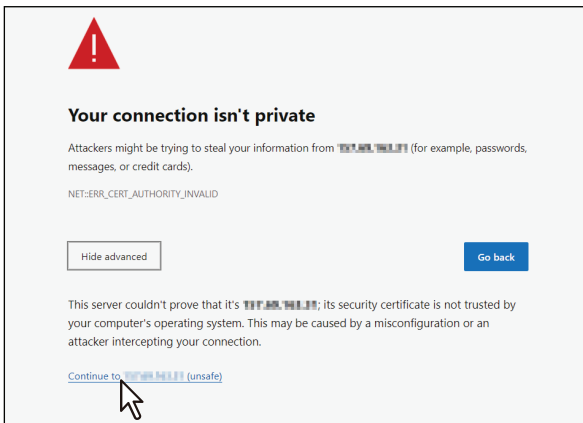 Your connection isn't private
Attackers might be trying to steal your information from (for example, passwords,
messages, or credit cards).
NET::ERR_CERT_AUTHORITY_INVALID
Hide advanced
Go back
This server couldn't prove that it's ; its security certificate is not trusted by
your computer's operating system. This may be caused by a misconfiguration or an
attacker intercepting your connection.
Continue to (unsafe)